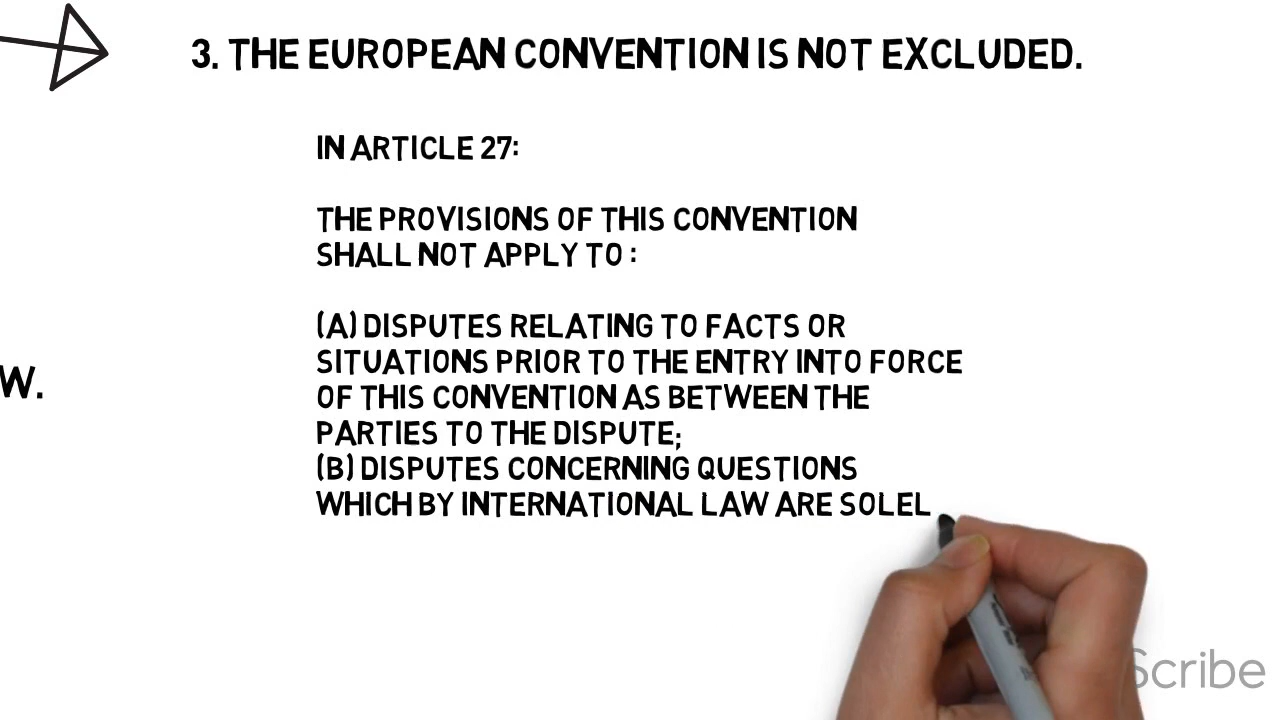 3. THE EUROPEAN CONVENTION IS NOT EXCLUDED.
IN ARTICLE 27:
THE PROVISIONS OF THIS CONVENTION
SHALL NOT APPLY TO :
(A) DISPUTES RELATING TO FACTS OR
SITUATIONS PRIOR TO THE ENTRY INTO FORCE
W.
OF THIS CONVENTION AS BETWEEN THE
PARTIES TO THE DISPUTE;
(B) DISPUTES CONCERNING QUESTIONS
WHICH BY INTERNATIONAL LAW ARE SOLEL
Scribe